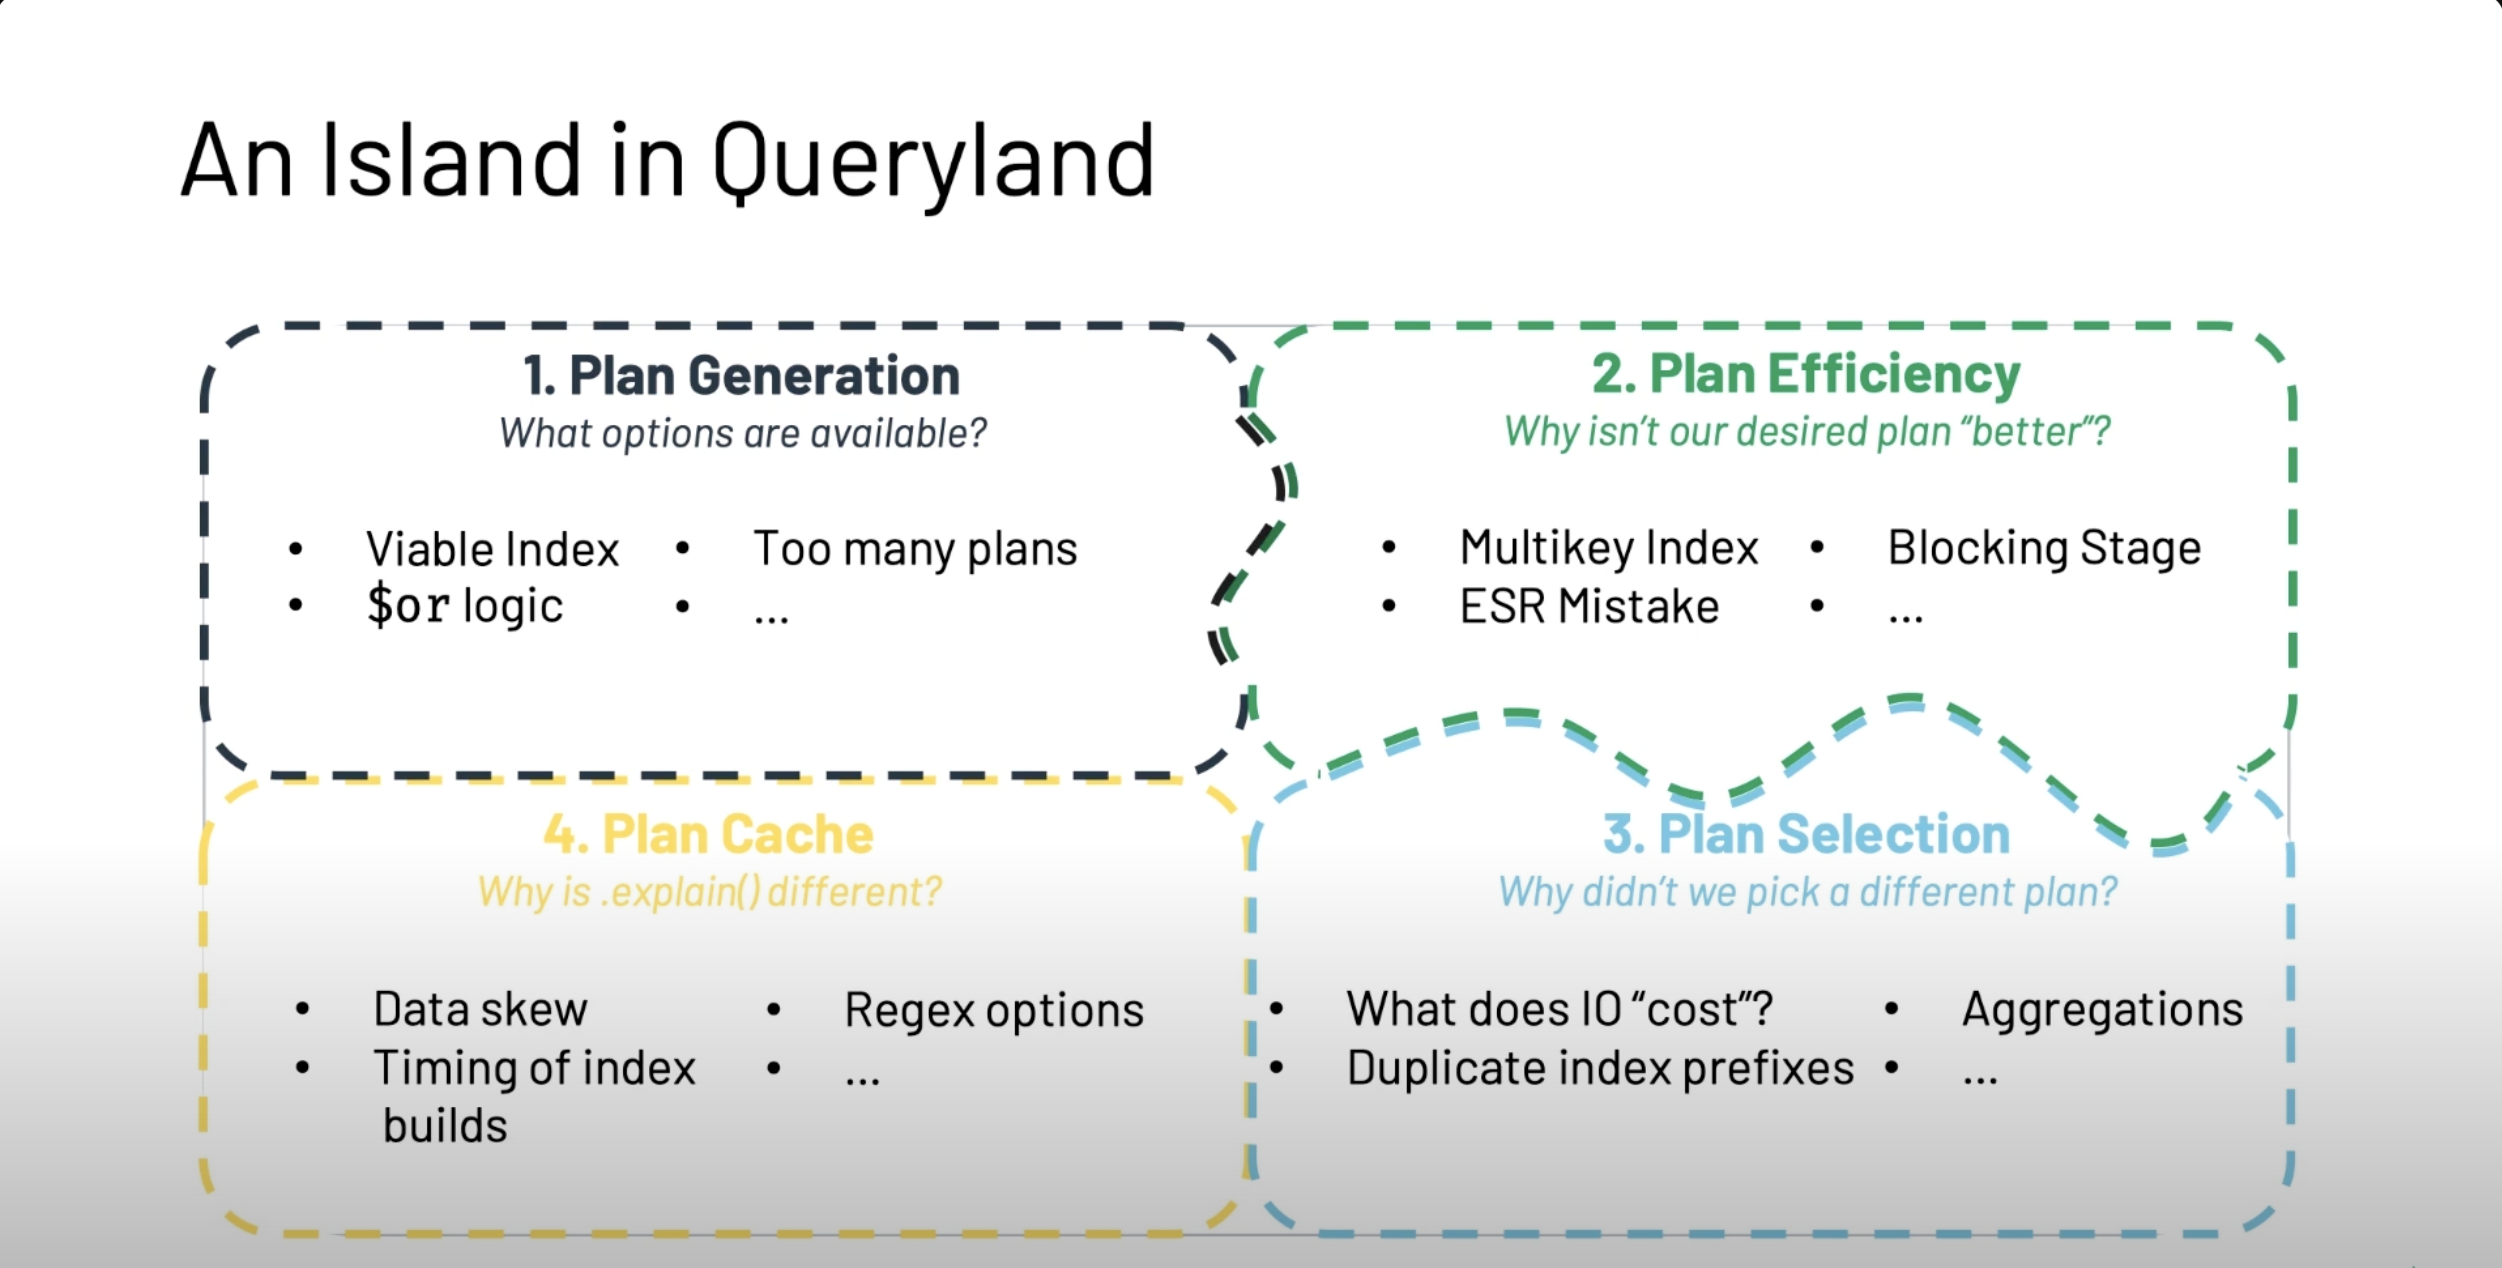 An Island in Queryland
1. Plan Generation
What options are available?
• Viable Index
• $or logic
• Too many plans
• ...
2. Plan Efficiency
Why isn't our desired plan “better”?
• Multikey Index
• ESR Mistake
• Blocking Stage
• ...
4. Plan Cache
Why is .explain() different?
• Data skew
• Timing of index
builds
• Regex options
• ...
3. Plan Selection
Why didn't we pick a different plan?
• What does IO “cost”?
• Duplicate index prefixes
• Aggregations
• ...